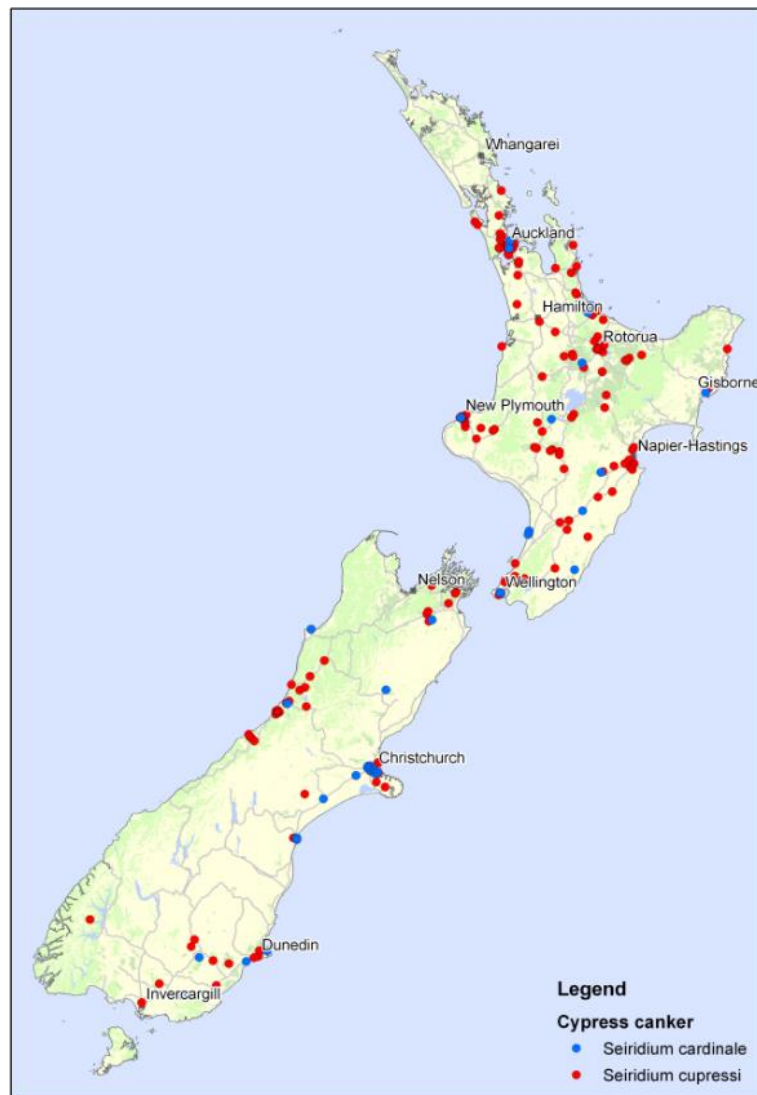 Whangarei
Auckland
Hamilton
Rotorua
Gisborne
New Plymouth
Napier-Hastings
Nelson
Wellington
Christchurch
Dunedin
Invercargill
Legend
Cypress canker
Seiridium cardinale
Seiridium cupressi